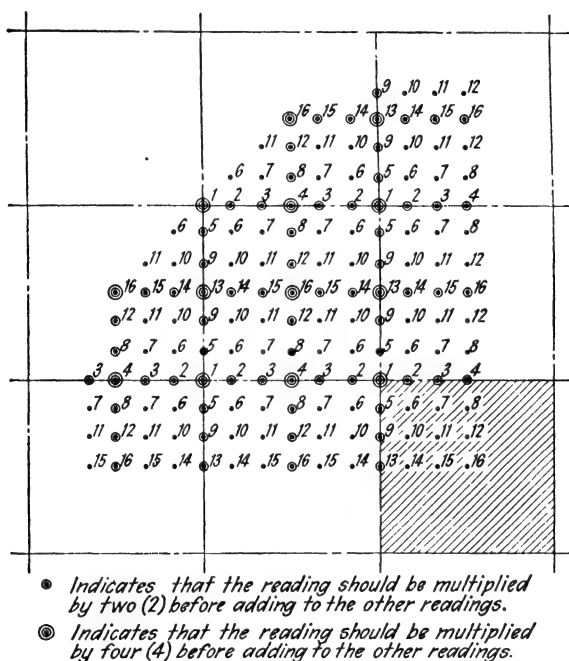 9 10 11 12
16 15 14 13 14 15 16
11 12 11 10 9 10 11 12
6 7 8 7 6 5 6 7 8
1 2 3 4 3 2 1 2 3 4
6 5 6 7 8 7 6 5 6 7 8
11 10 9 10 11 12 11 10 9 10 11 12
16 15 14 13 14 15 16 15 14 13 14 15 16
12 11 10 9 10 11 12 11 10 9 10 11 12
8 7 6 5 6 7 8 7 6 5 6 7 8
3 4 3 2 1 2 3 4 3 2 1 2 3 4
7 8 7 6 5 6 7 8 7 6 5 6 7 8
11 12 11 10 9 10 11 12 11 10 9 10 11 12
15 16 15 14 13 14 15 16 15 14 13 14 15 16
Indicates that the reading should be multiplied
by two (2) before adding to the other readings.
Indicates that the reading should be multiplied
by four (4) before adding to the other readings.